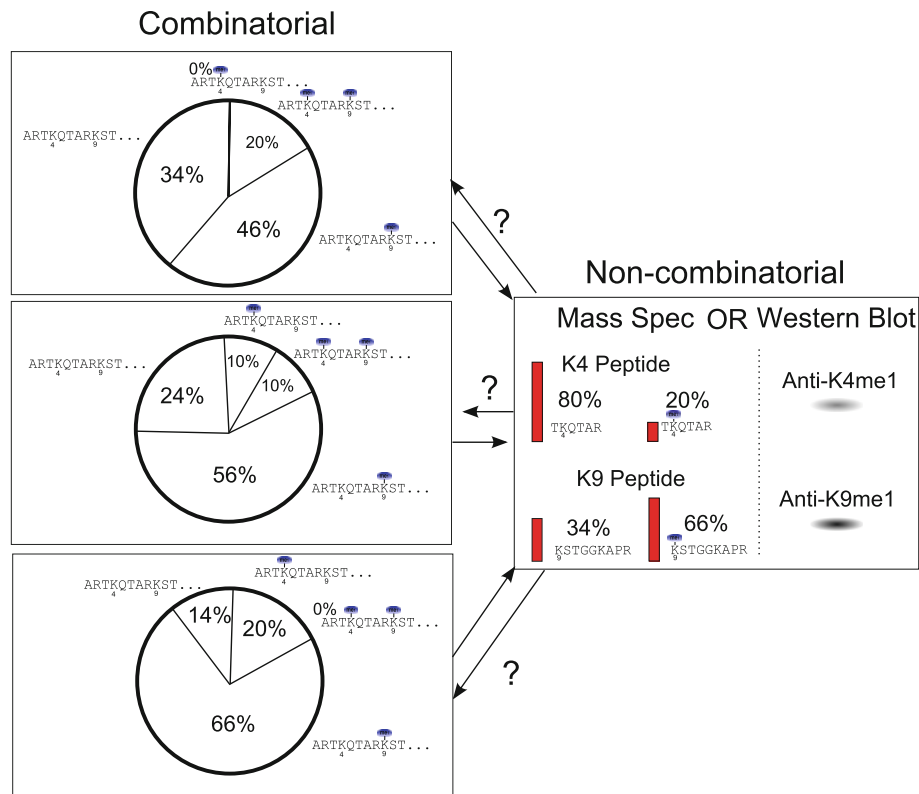 Combinatorial
0%
ARTKQTARKST...
4 9
ARTKQTARKST...
4 9
ARTKQTARKST...
4 9
20%
34%
46%
ARTKQTARKST...
4 9
?
ARTKQTARKST...
4 9
ARTKQTARKST...
4 9
ARTKQTARKST...
4 9
10%
10%
24%
56%
ARTKQTARKST...
4 9
?
ARTKQTARKST...
4 9
ARTKQTARKST...
4 9
0%
ARTKQTARKST...
4 9
14%
20%
66%
ARTKQTARKST...
4 9
?
Non-combinatorial
Mass Spec OR Western Blot
K4 Peptide
80% 20%
TKQTAR TKQTAR
4 4
Anti-K4me1
K9 Peptide
34% 66%
KSTGGKAPR KSTGGKAPR
9 9
Anti-K9me1